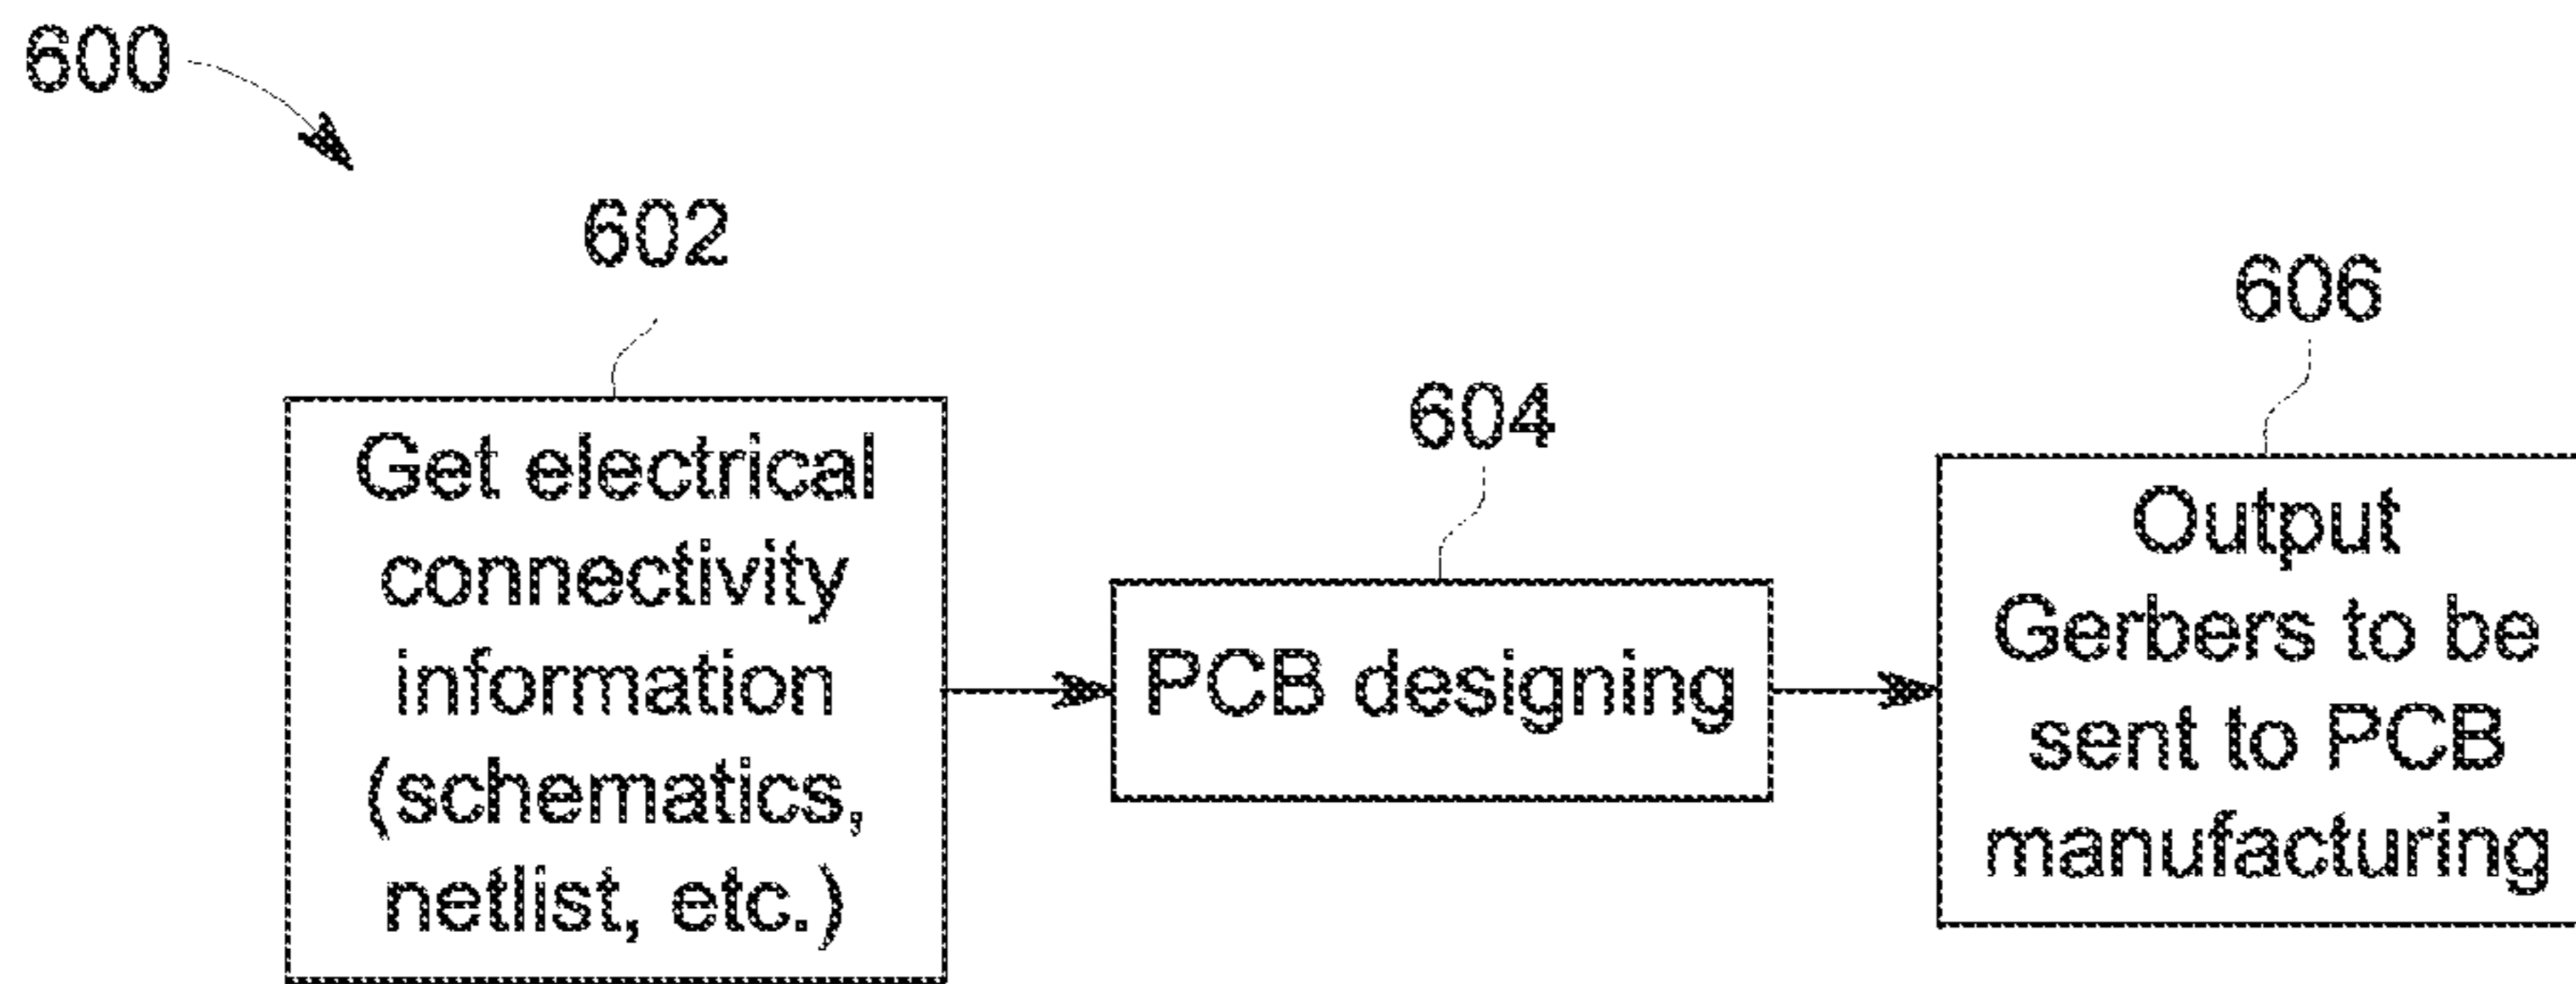 600
602
Get electrical
connectivity
information
(schematics,
netlist, etc.)
604
PCB designing
606
Output
Gerbers to be
sent to PCB
manufacturing